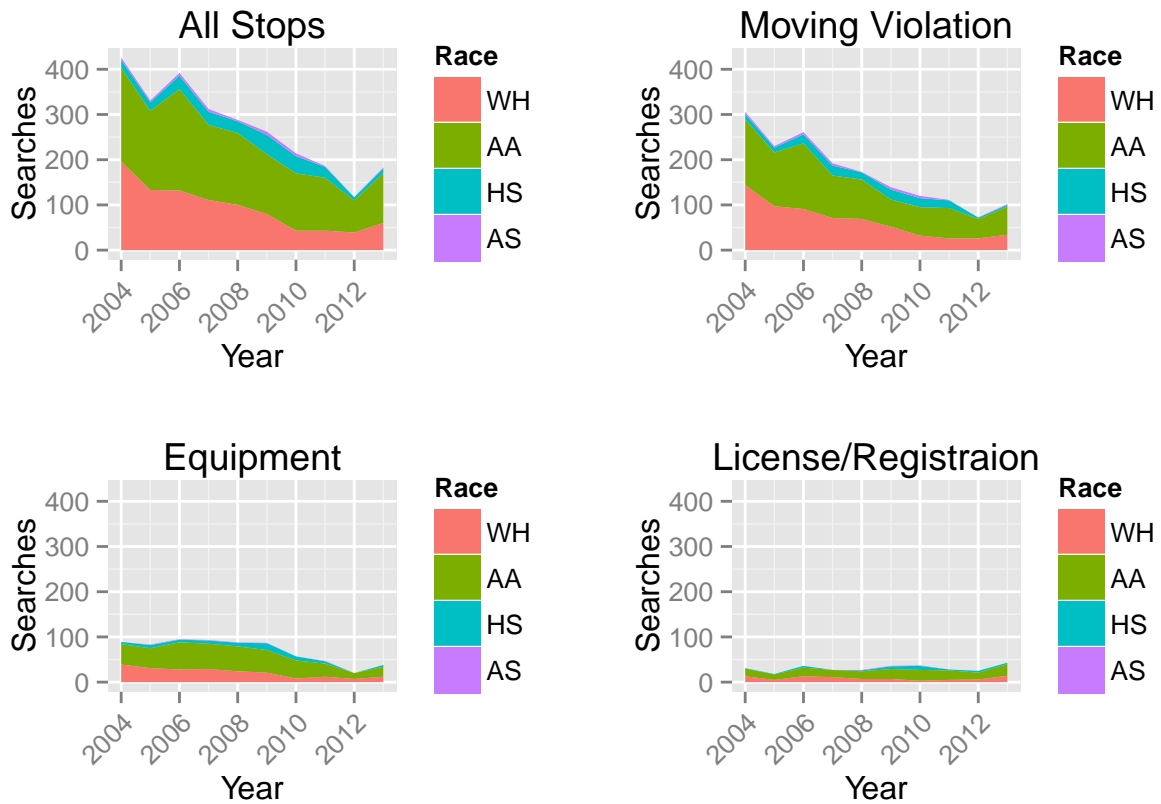 All Stops
Searches
400
300
200
100
0
2004
2006
2008
2010
2012
Year
Race
WH
AA
HS
AS
Moving Violation
Searches
400
300
200
100
0
2004
2006
2008
2010
2012
Year
Race
WH
AA
HS
AS
Equipment
Searches
400
300
200
100
0
2004
2006
2008
2010
2012
Year
Race
WH
AA
HS
AS
License/Registraion
Searches
400
300
200
100
0
2004
2006
2008
2010
2012
Year
Race
WH
AA
HS
AS